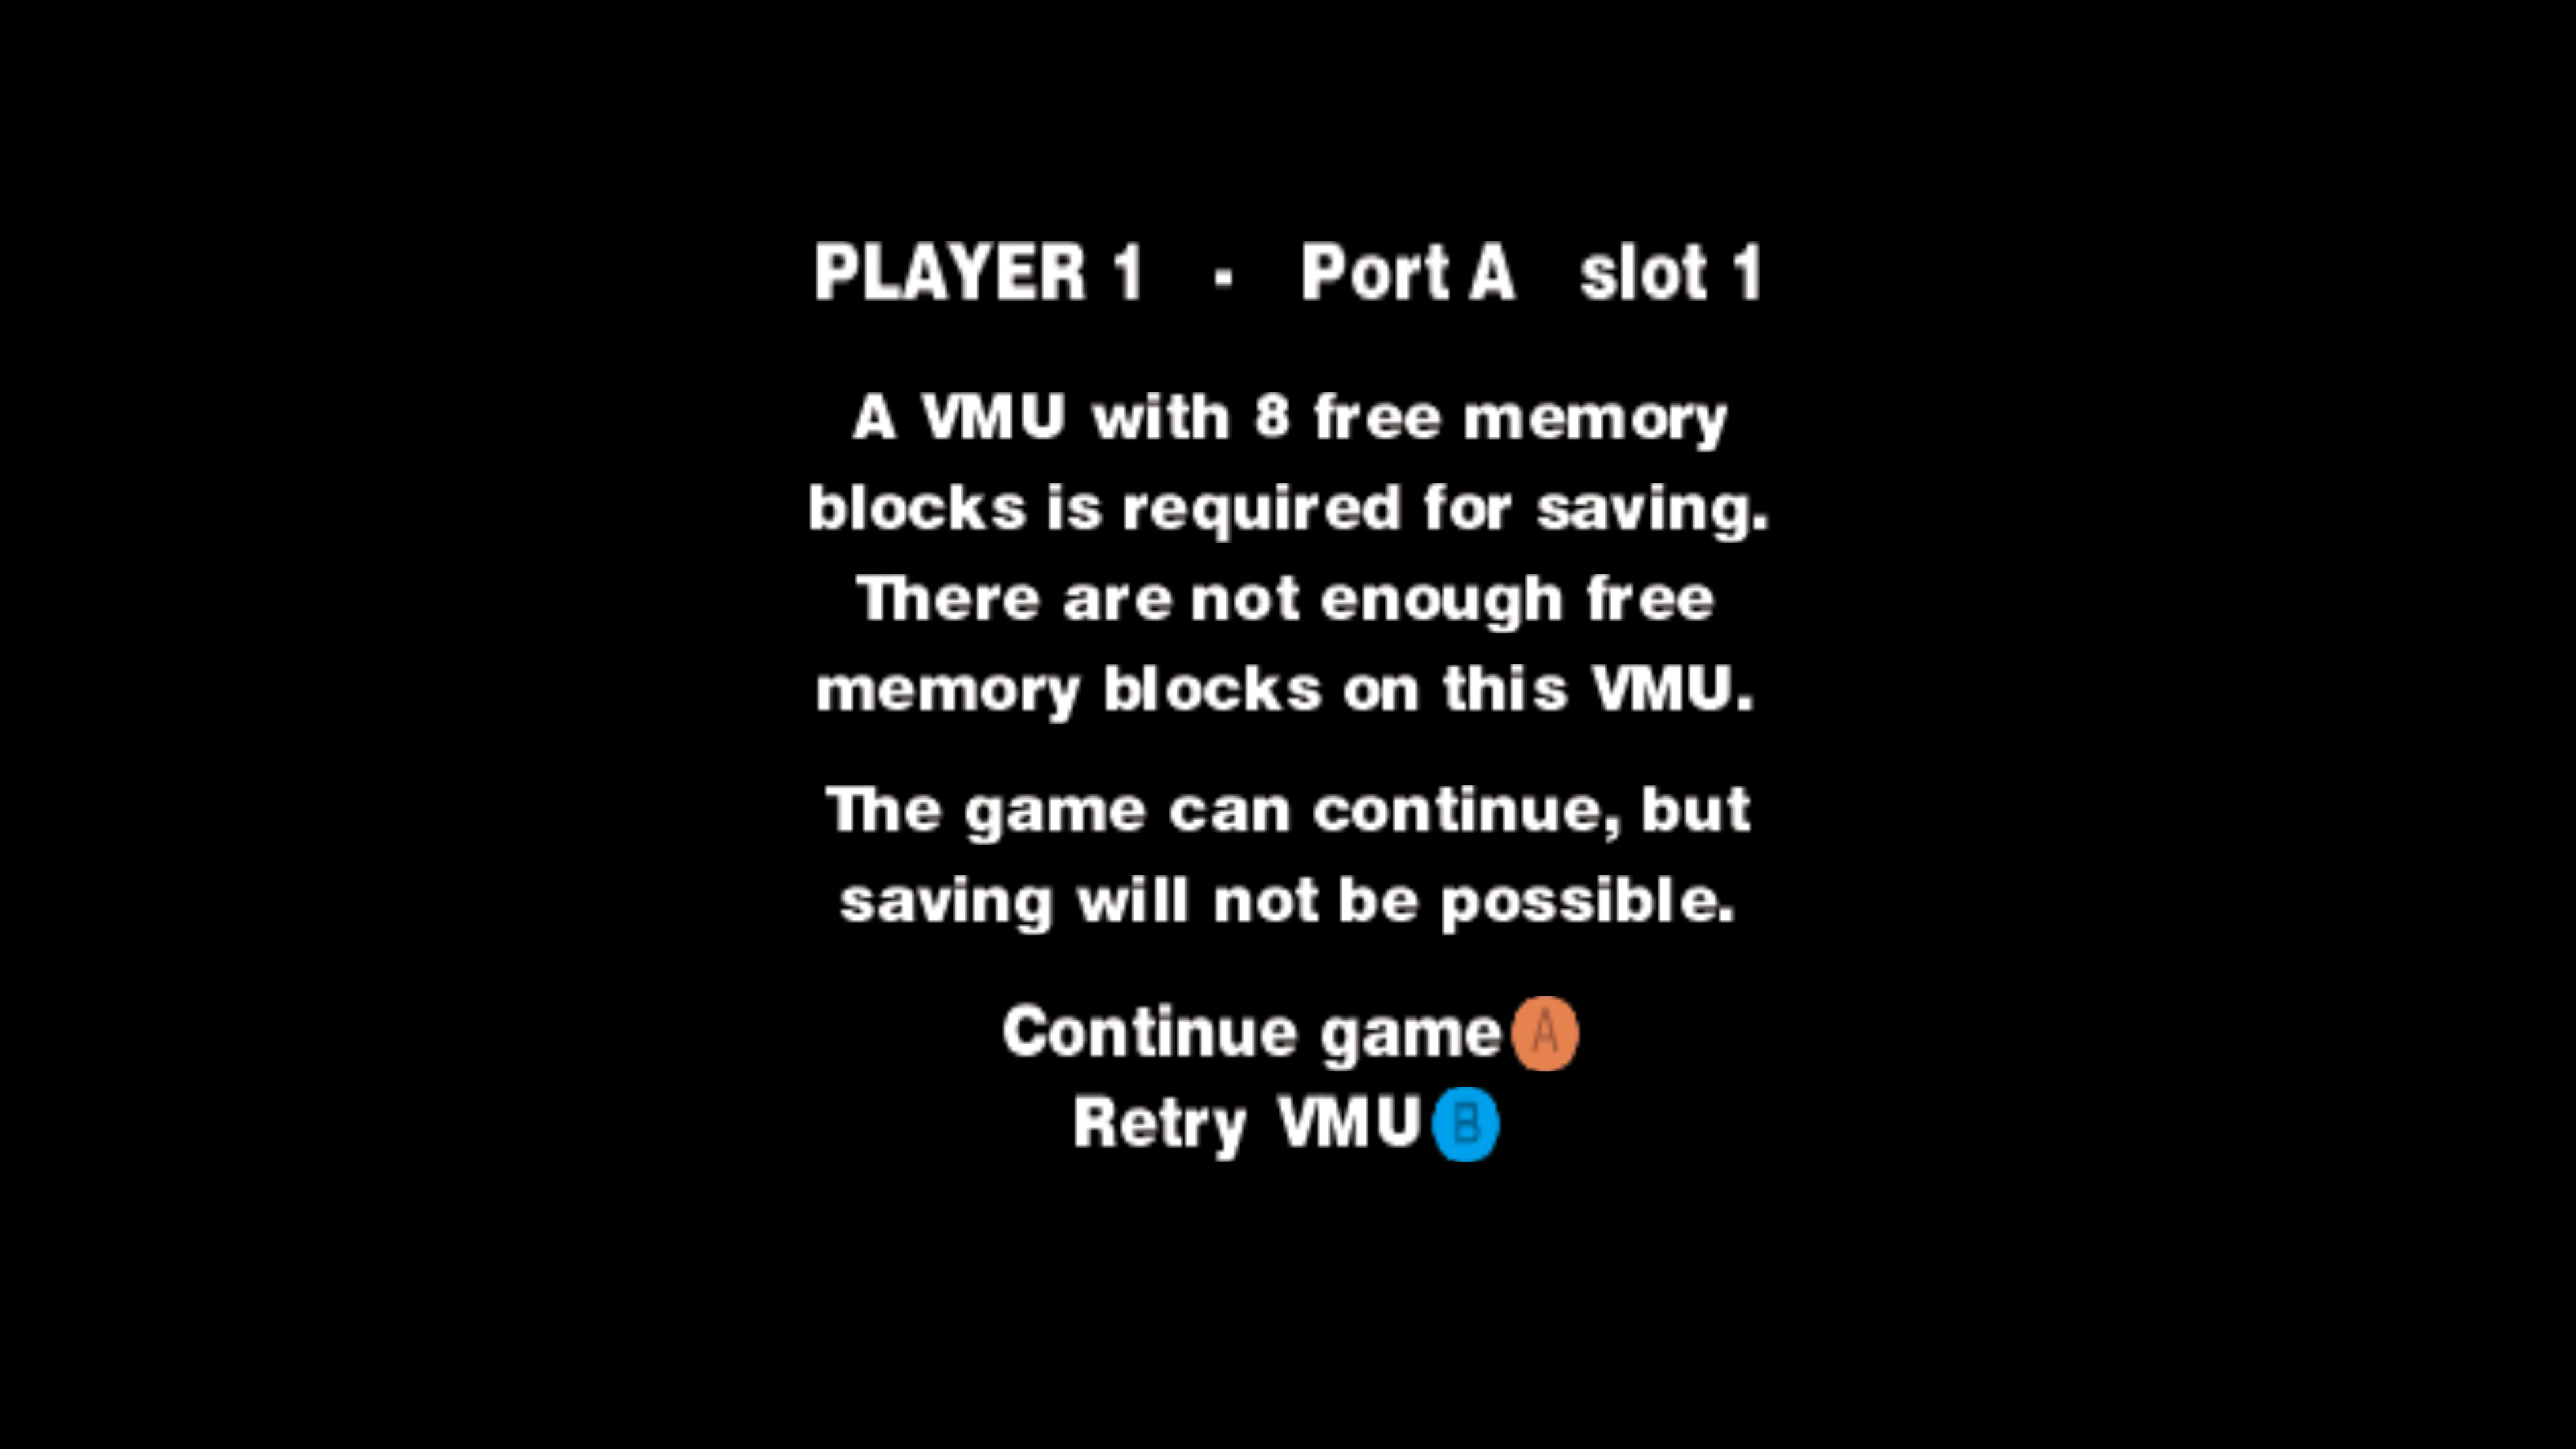 PLAYER 1 - Port A slot 1
A VMU with 8 free memory
blocks is required for saving.
There are not enough free
memory blocks on this VMU.
The game can continue, but
saving will not be possible.
Continue game A
Retry VMU B